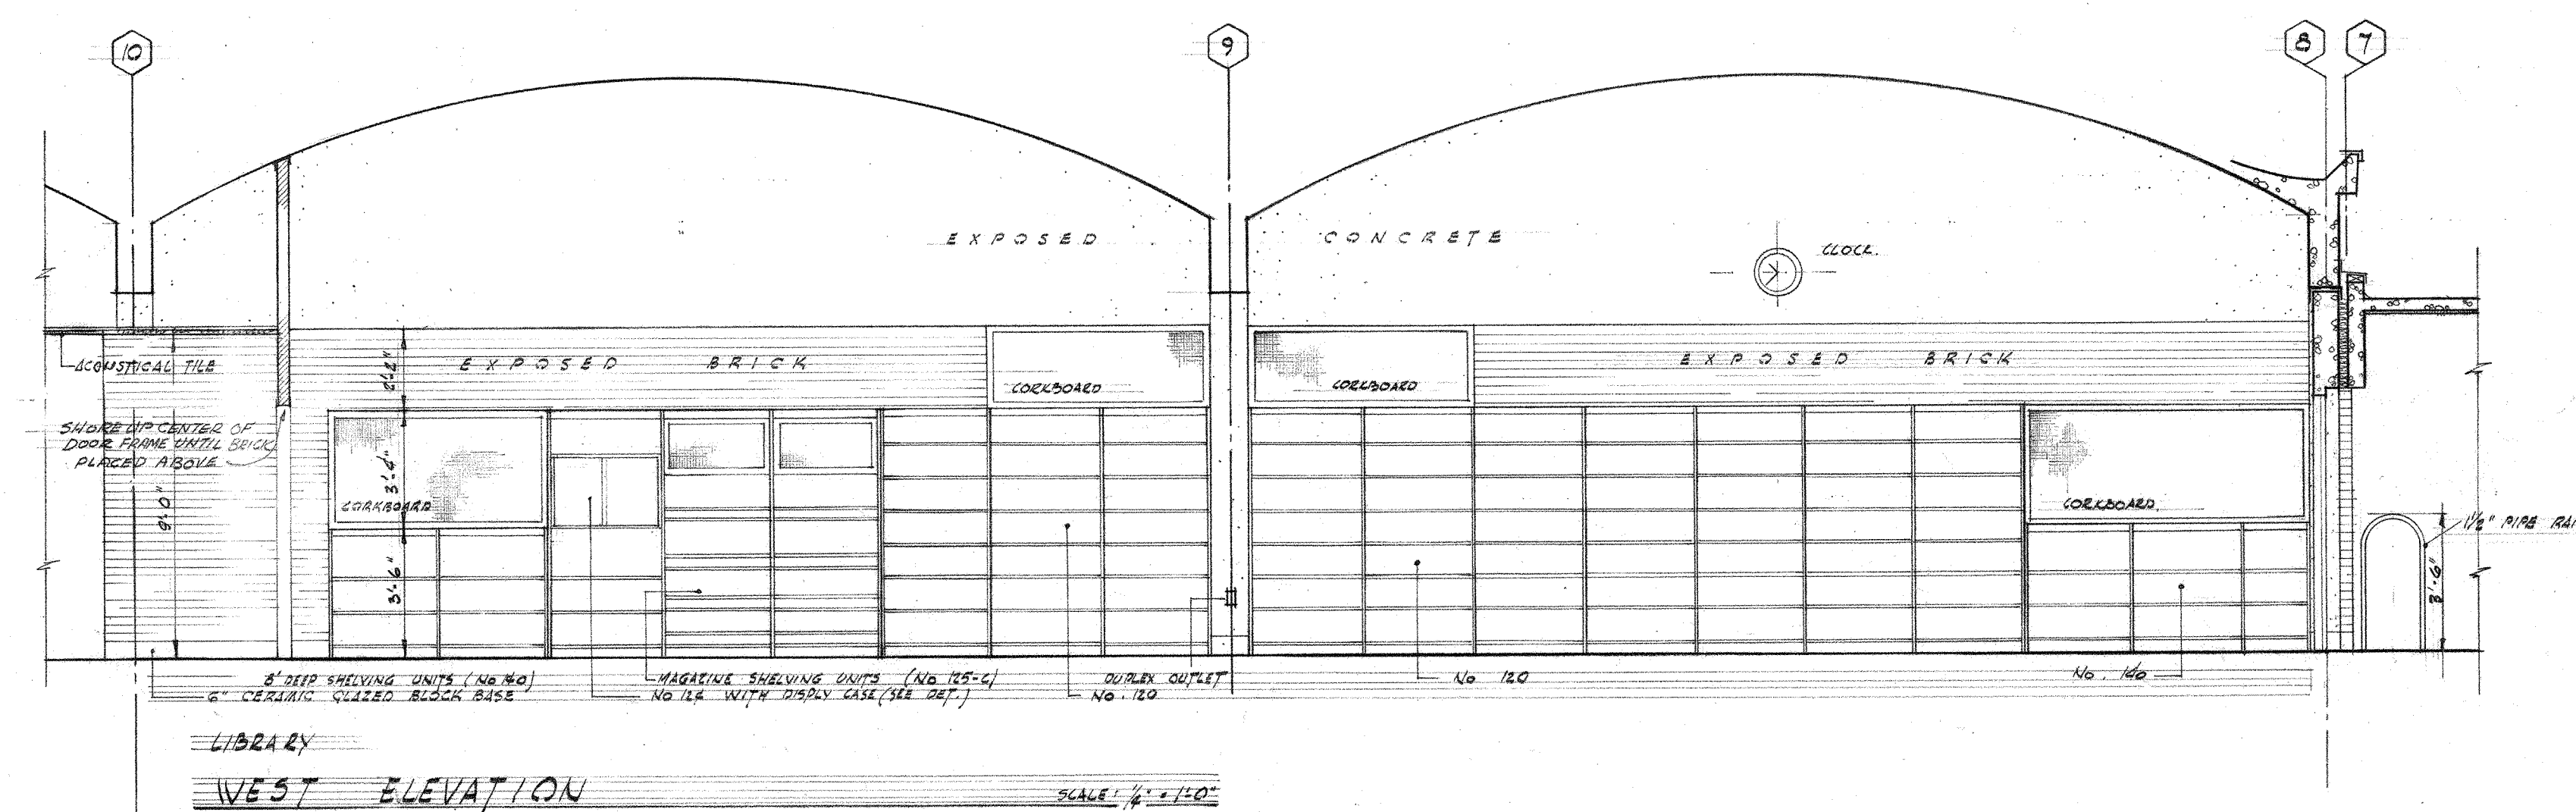 10
9
8 7
EXPOSED CONCRETE
CLOCK.
ACOUSTICAL TILE
2'-2"
EXPOSED BRICK
CORKBOARD
CORKBOARD
EXPOSED BRICK
SHORE UP CENTER OF
DOOR FRAME UNTIL BRICK
PLACED ABOVE
9'-0"
CORKBOARD
3'-4"
3'-6"
CORKBOARD.
1 1/2" PIPE RAI
3'-6"
8" DEEP SHELVING UNITS (No 140)
6" CERAMIC GLAZED BLOCK BASE
MAGAZINE SHELVING UNITS (No 125-C)
No 124 WITH DISPLY CASE (SEE DET.)
DUPLEX OUTLET
No. 120
No 120
No. 140
LIBRARY
WEST ELEVATION
SCALE: 1/4" = 1'-0"